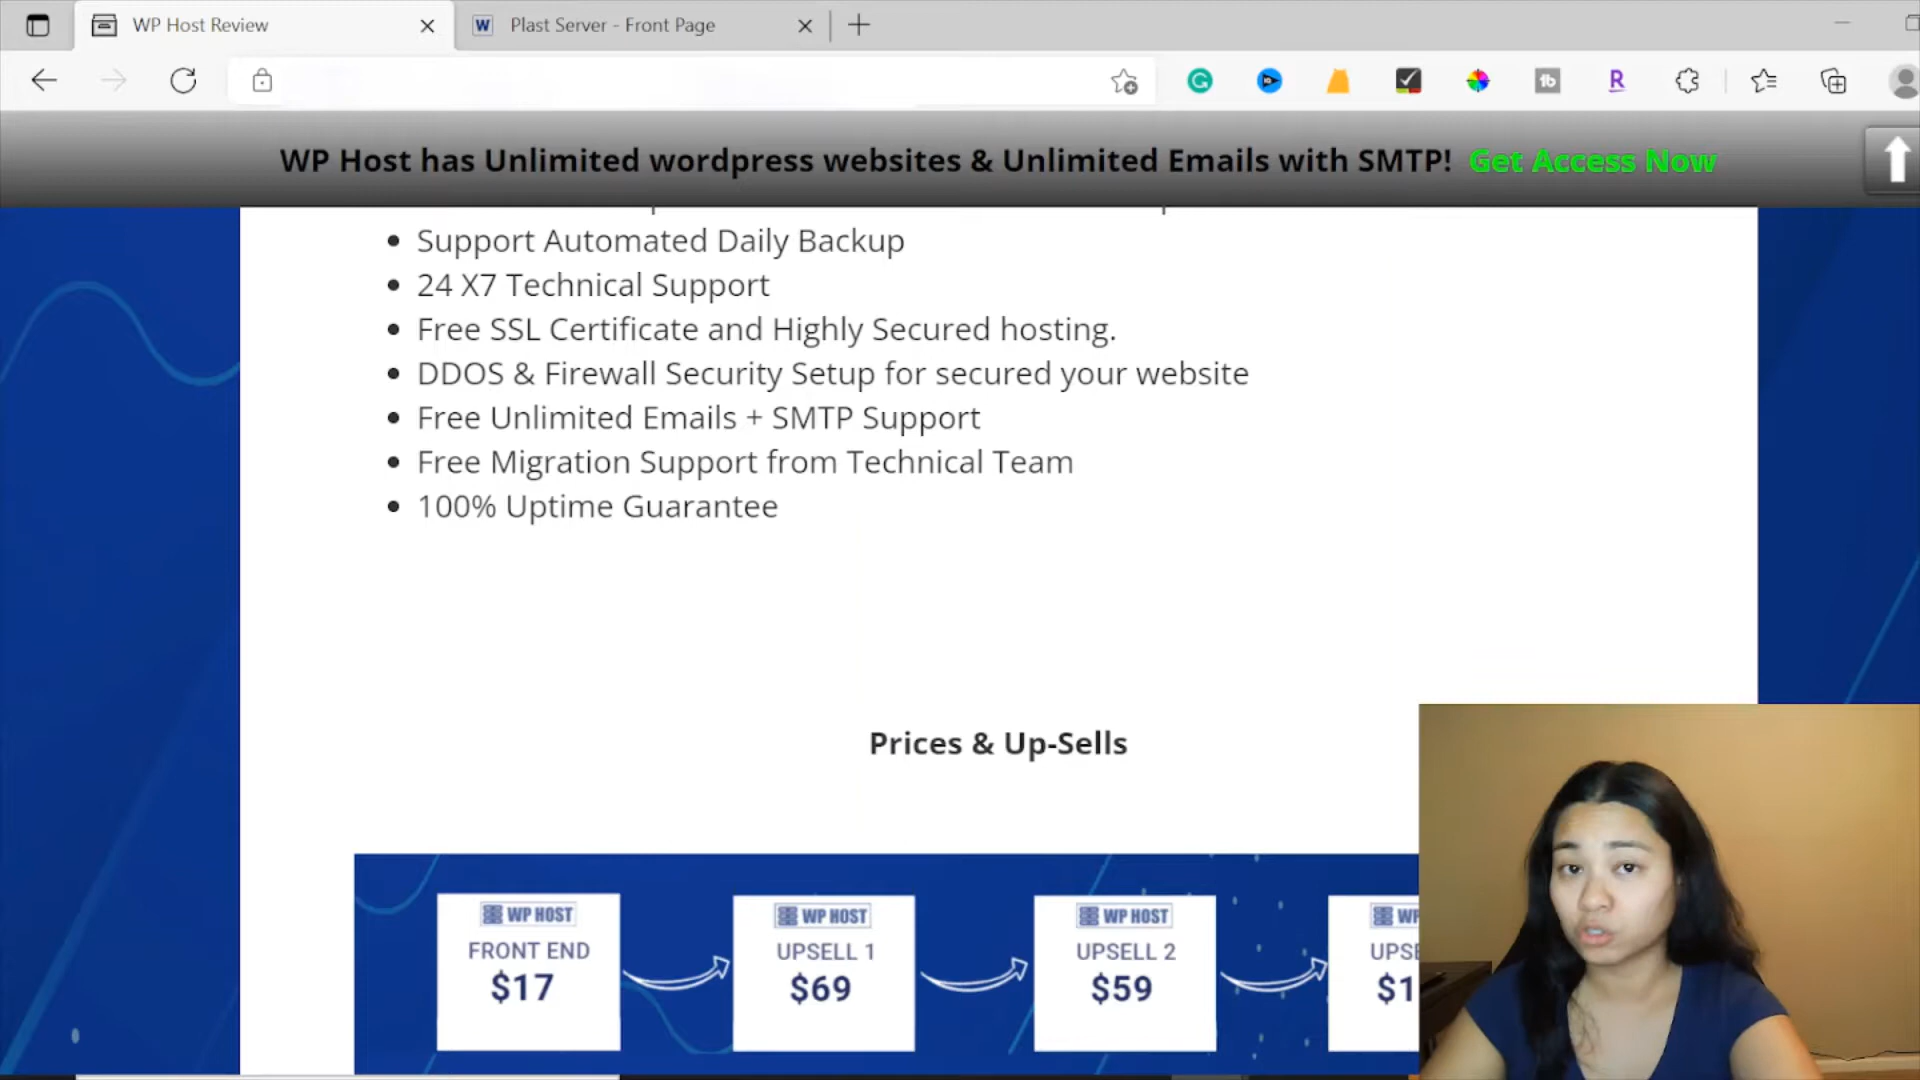 WP Host Review
Plast Server - Front Page
WP Host has Unlimited wordpress websites & Unlimited Emails with SMTP! Get Access Now
Support Automated Daily Backup
24 X7 Technical Support
Free SSL Certificate and Highly Secured hosting.
DDOS & Firewall Security Setup for secured your website
Free Unlimited Emails + SMTP Support
Free Migration Support from Technical Team
100% Uptime Guarantee
Prices & Up-Sells
WP HOST
FRONT END
$17
WP HOST
UPSELL 1
$69
WP HOST
UPSELL 2
$59